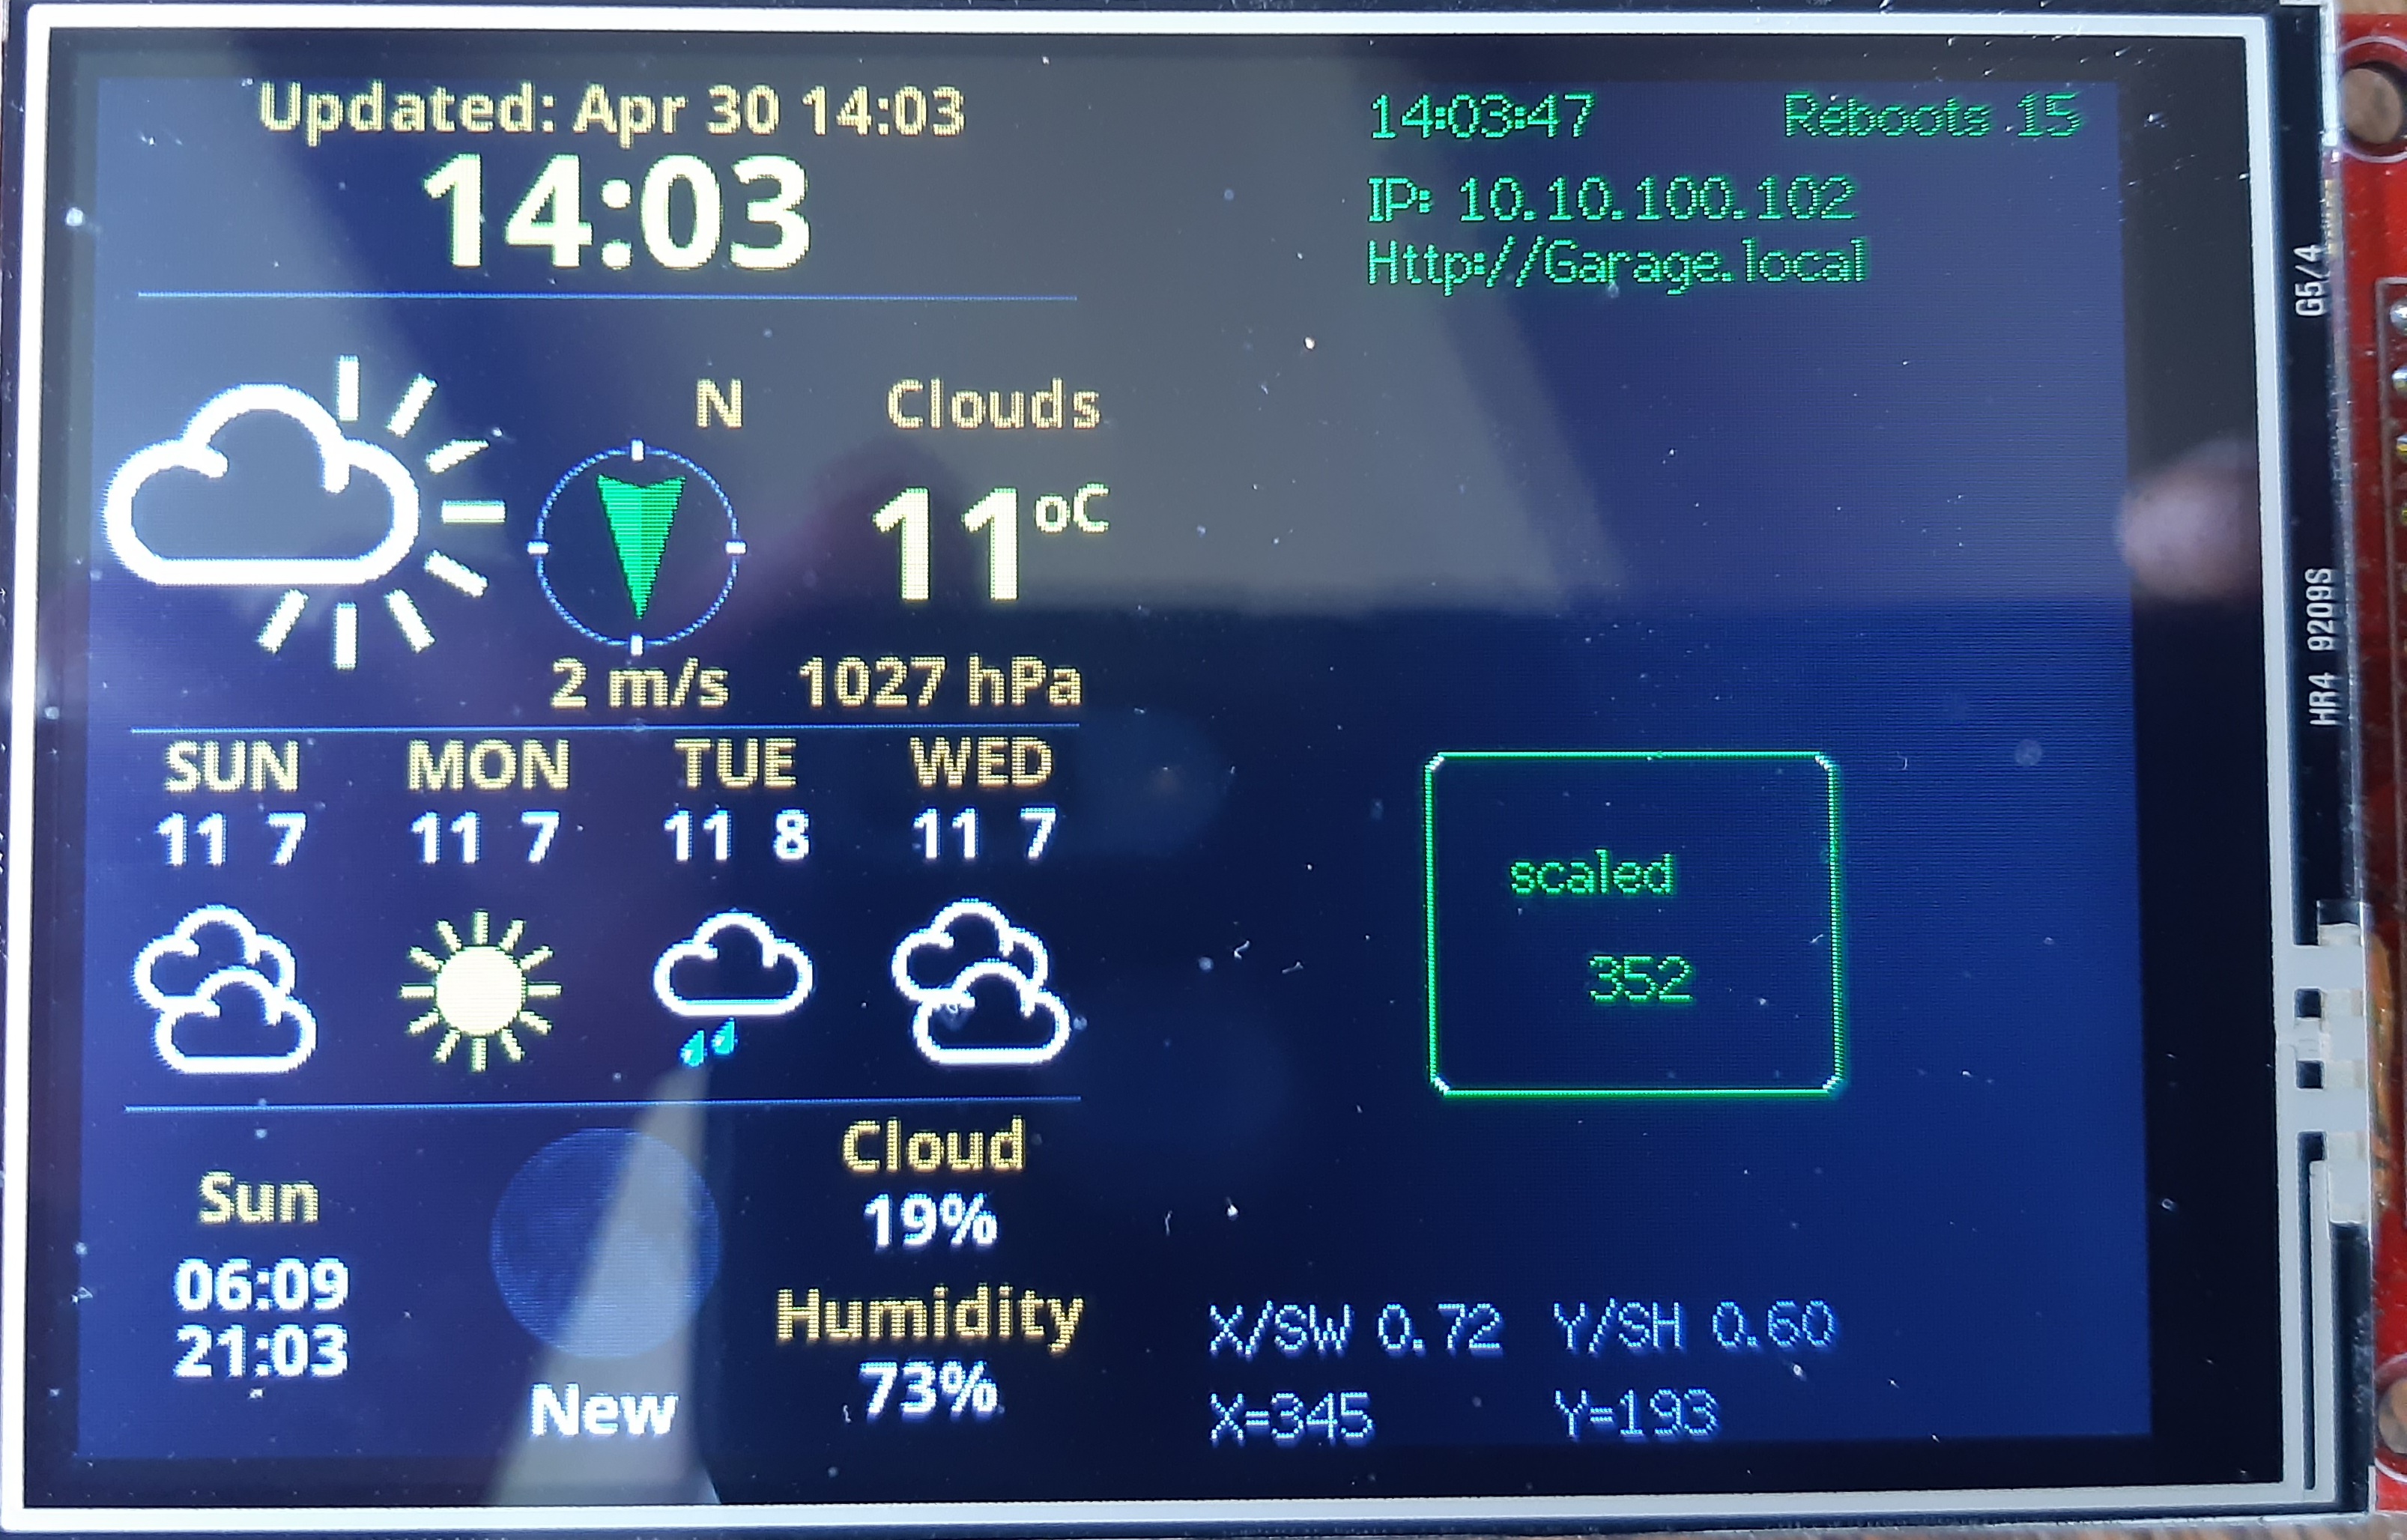 Updated: Apr 30 14:03
14:03
14:03:47 Reboots 15
IP: 10.10.100.102
Http://Garage.local
N Clouds
11 oC
2 m/s 1027 hPa
SUN MON TUE WED
11 7 11 7 11 8 11 7
Sun
06:09
21:03
New
Cloud
19%
Humidity
73%
scaled
352
X/SW 0.72 Y/SH 0.60
X=345 Y=193
G5/4
HR4 9209S